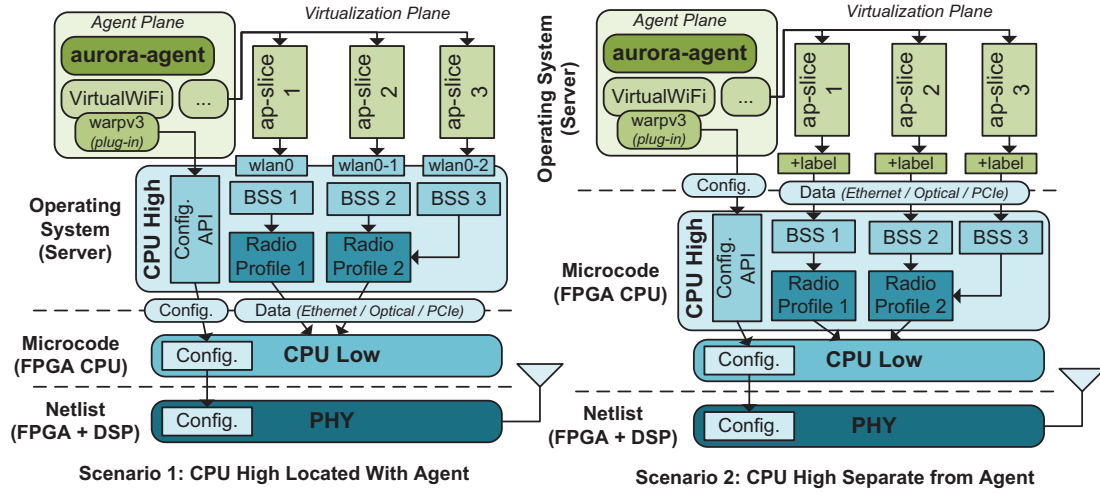 Agent Plane
Virtualization Plane
aurora-agent
VirtualWiFi
...
warpv3
(plug-in)
ap-slice
1
ap-slice
2
ap-slice
3
wlan0
wlan0-1
wlan0-2
Operating
System
(Server)
CPU High
Config.
API
BSS 1
BSS 2
BSS 3
Radio
Profile 1
Radio
Profile 2
Config.
Data (Ethernet / Optical / PCIe)
Microcode
(FPGA CPU)
Config.
CPU Low
Netlist
(FPGA + DSP)
Config.
PHY
Scenario 1: CPU High Located With Agent
Agent Plane
Virtualization Plane
Operating System
(Server)
aurora-agent
VirtualWiFi
...
warpv3
(plug-in)
ap-slice
1
ap-slice
2
ap-slice
3
+label
+label
+label
Config.
Data (Ethernet / Optical / PCIe)
Microcode
(FPGA CPU)
CPU High
Config.
API
BSS 1
BSS 2
BSS 3
Radio
Profile 1
Radio
Profile 2
Config.
CPU Low
Netlist
(FPGA + DSP)
Config.
PHY
Scenario 2: CPU High Separate from Agent